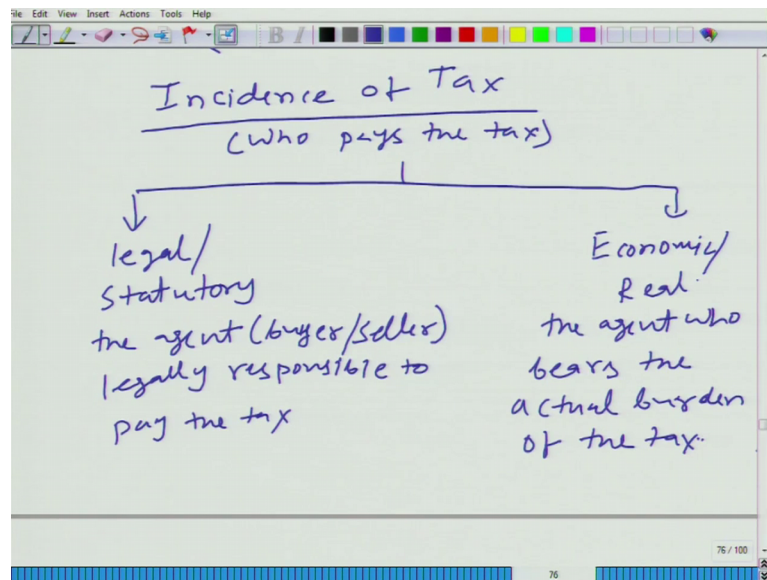 File Edit View Insert Actions Tools Help
Incidence of Tax
(Who pays the tax)
legal/
Statutory
the agent (buyer/seller)
legally responsible to
pay the tax
Economic/
Real
the agent who
bears the
actual burden
of the tax
76 / 100
76